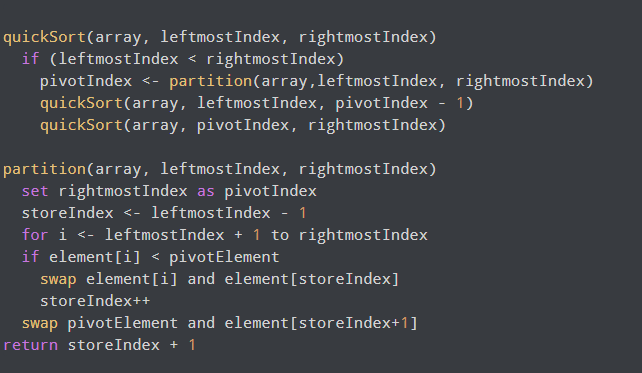 quickSort(array, leftmostIndex, rightmostIndex)
  if (leftmostIndex < rightmostIndex)
    pivotIndex <- partition(array,leftmostIndex, rightmostIndex)
    quickSort(array, leftmostIndex, pivotIndex - 1)
    quickSort(array, pivotIndex, rightmostIndex)

partition(array, leftmostIndex, rightmostIndex)
  set rightmostIndex as pivotIndex
  storeIndex <- leftmostIndex - 1
  for i <- leftmostIndex + 1 to rightmostIndex
  if element[i] < pivotElement
    swap element[i] and element[storeIndex]
    storeIndex++
  swap pivotElement and element[storeIndex+1]
return storeIndex + 1